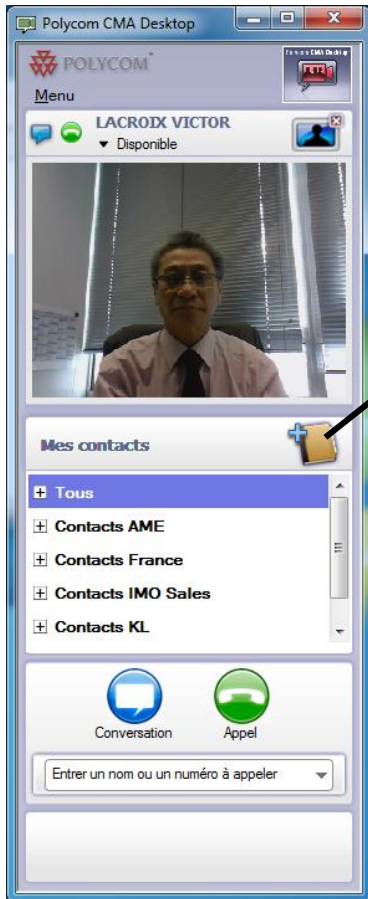 Polycom CMA Desktop
POLYCOM
Menu
LACROIX VICTOR
Disponible
Mes contacts
Tous
Contacts AME
Contacts France
Contacts IMO Sales
Contacts KL
Conversation
Appel
Entrer un nom ou un numéro à appeler